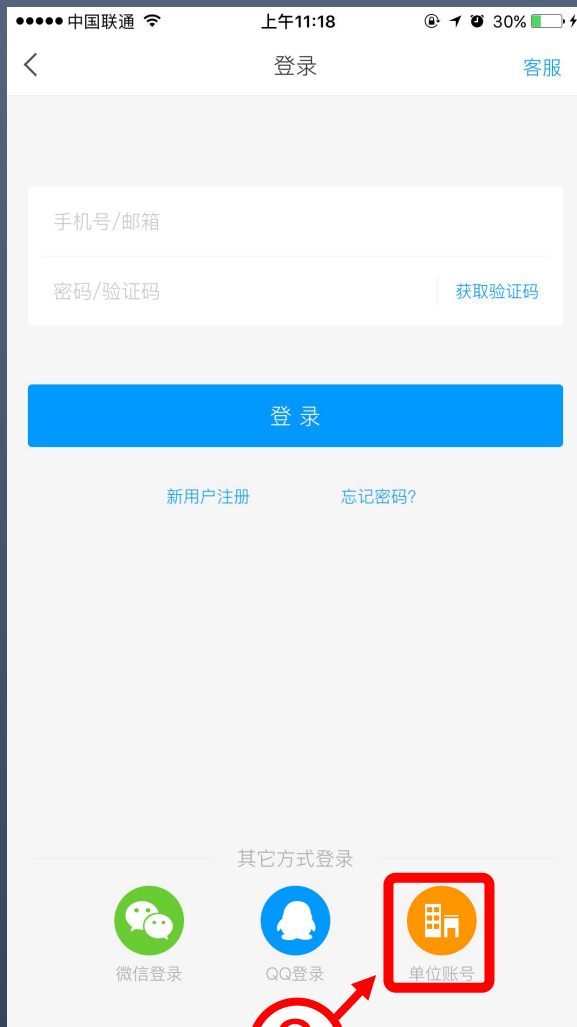 中国联通 上午11:18 30%
登录 客服
手机号/邮箱
密码/验证码 获取验证码
登 录
新用户注册 忘记密码?
其它方式登录
微信登录 QQ登录 单位账号